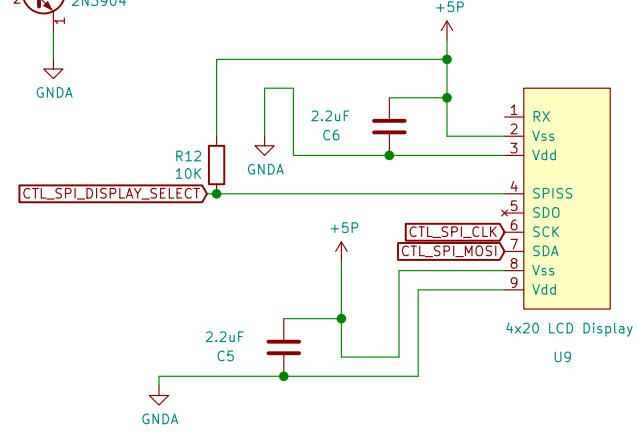 2
2N3904
1
GNDA
+5P
2.2uF
C6
GNDA
R12
10K
CTL_SPI_DISPLAY_SELECT
1 RX
2 Vss
3 Vdd
4 SPISS
5 SDO
6 SCK
7 SDA
8 Vss
9 Vdd
CTL_SPI_CLK
CTL_SPI_MOSI
+5P
2.2uF
C5
GNDA
4x20 LCD Display
U9